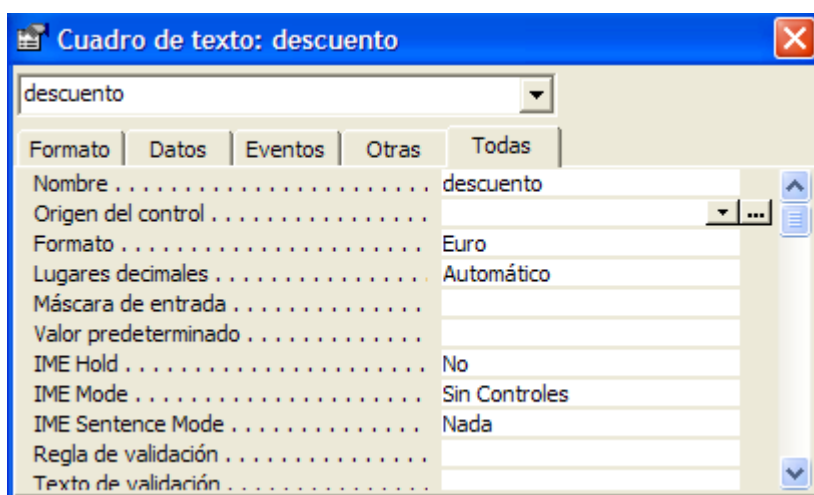 Cuadro de texto: descuento
descuento
Formato Datos Eventos Otras Todas
Nombre . . . . . . . . . . . . . . . . . . . . . . . . descuento
Origen del control . . . . . . . . . . . . . . . . .
Formato . . . . . . . . . . . . . . . . . . . . . . . Euro
Lugares decimales . . . . . . . . . . . . . . . . Automático
Máscara de entrada . . . . . . . . . . . . . . .
Valor predeterminado . . . . . . . . . . . . . .
IME Hold . . . . . . . . . . . . . . . . . . . . . . . No
IME Mode . . . . . . . . . . . . . . . . . . . . . . Sin Controles
IME Sentence Mode . . . . . . . . . . . . . . . Nada
Regla de validación . . . . . . . . . . . . . . . .
Texto de validación . . . . . . . . . . . . . . . .